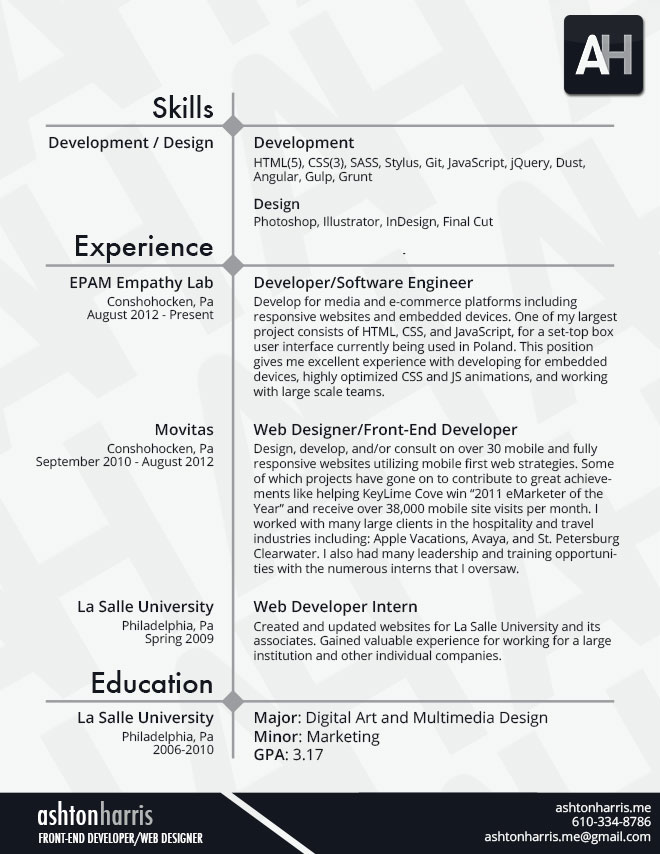 AH
Skills
Development / Design
Development
HTML(5), CSS(3), SASS, Stylus, Git, JavaScript, jQuery, Dust,
Angular, Gulp, Grunt
Design
Photoshop, Illustrator, InDesign, Final Cut
Experience
EPAM Empathy Lab
Conshohocken, Pa
August 2012 - Present
Developer/Software Engineer
Develop for media and e-commerce platforms including
responsive websites and embedded devices. One of my largest
project consists of HTML, CSS, and JavaScript, for a set-top box
user interface currently being used in Poland. This position
gives me excellent experience with developing for embedded
devices, highly optimized CSS and JS animations, and working
with large scale teams.
Movitas
Conshohocken, Pa
September 2010 - August 2012
Web Designer/Front-End Developer
Design, develop, and/or consult on over 30 mobile and fully
responsive websites utilizing mobile first web strategies. Some
of which projects have gone on to contribute to great achieve-
ments like helping KeyLime Cove win “2011 eMarketer of the
Year” and receive over 38,000 mobile site visits per month. I
worked with many large clients in the hospitality and travel
industries including: Apple Vacations, Avaya, and St. Petersburg
Clearwater. I also had many leadership and training opportuni-
ties with the numerous interns that I oversaw.
La Salle University
Philadelphia, Pa
Spring 2009
Web Developer Intern
Created and updated websites for La Salle University and its
associates. Gained valuable experience for working for a large
institution and other individual companies.
Education
La Salle University
Philadelphia, Pa
2006-2010
Major: Digital Art and Multimedia Design
Minor: Marketing
GPA: 3.17
ashtonharris
FRONT-END DEVELOPER/WEB DESIGNER
ashtonharris.me
610-334-8786
ashtonharris.me@gmail.com